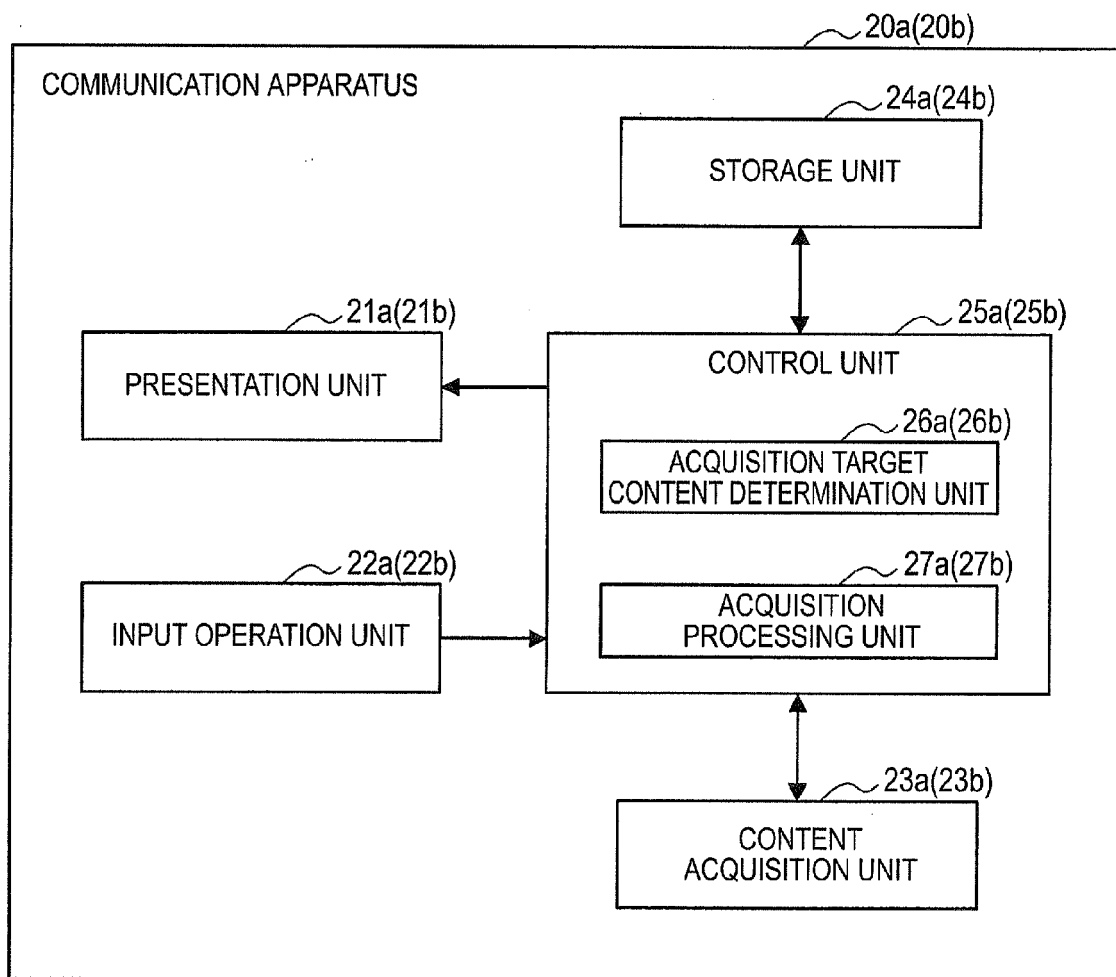 20a(20b)
COMMUNICATION APPARATUS
24a(24b)
STORAGE UNIT
21a(21b)
PRESENTATION UNIT
25a(25b)
CONTROL UNIT
26a(26b)
ACQUISITION TARGET
CONTENT DETERMINATION UNIT
22a(22b)
INPUT OPERATION UNIT
27a(27b)
ACQUISITION
PROCESSING UNIT
23a(23b)
CONTENT
ACQUISITION UNIT